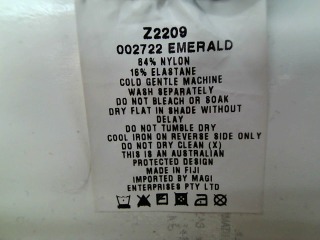 Z2209
002722 EMERALD
84% NYLON
16% ELASTANE
COLD GENTLE MACHINE
WASH SEPARATELY
DO NOT BLEACH OR SOAK
DRY FLAT IN SHADE WITHOUT
DELAY
DO NOT TUMBLE DRY
COOL IRON ON REVERSE SIDE ONLY
DO NOT DRY CLEAN (X)
THIS IS AN AUSTRALIAN
PROTECTED DESIGN
MADE IN FIJI
IMPORTED BY MAGI
ENTERPRISES PTY LTD